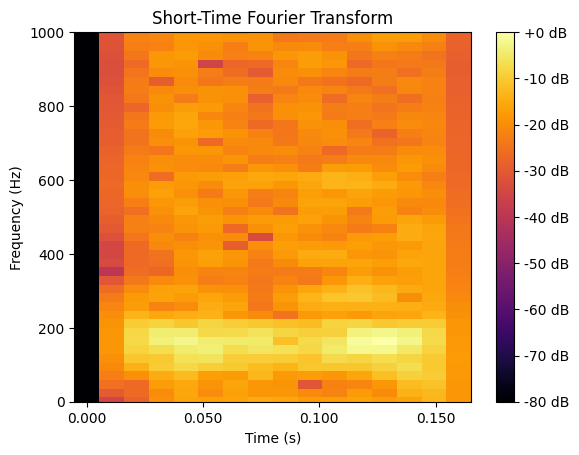 Short-Time Fourier Transform
1000
800
600
400
200
0
Frequency (Hz)
0.000
0.050
0.100
0.150
Time (s)
+0 dB
-10 dB
-20 dB
-30 dB
-40 dB
-50 dB
-60 dB
-70 dB
-80 dB